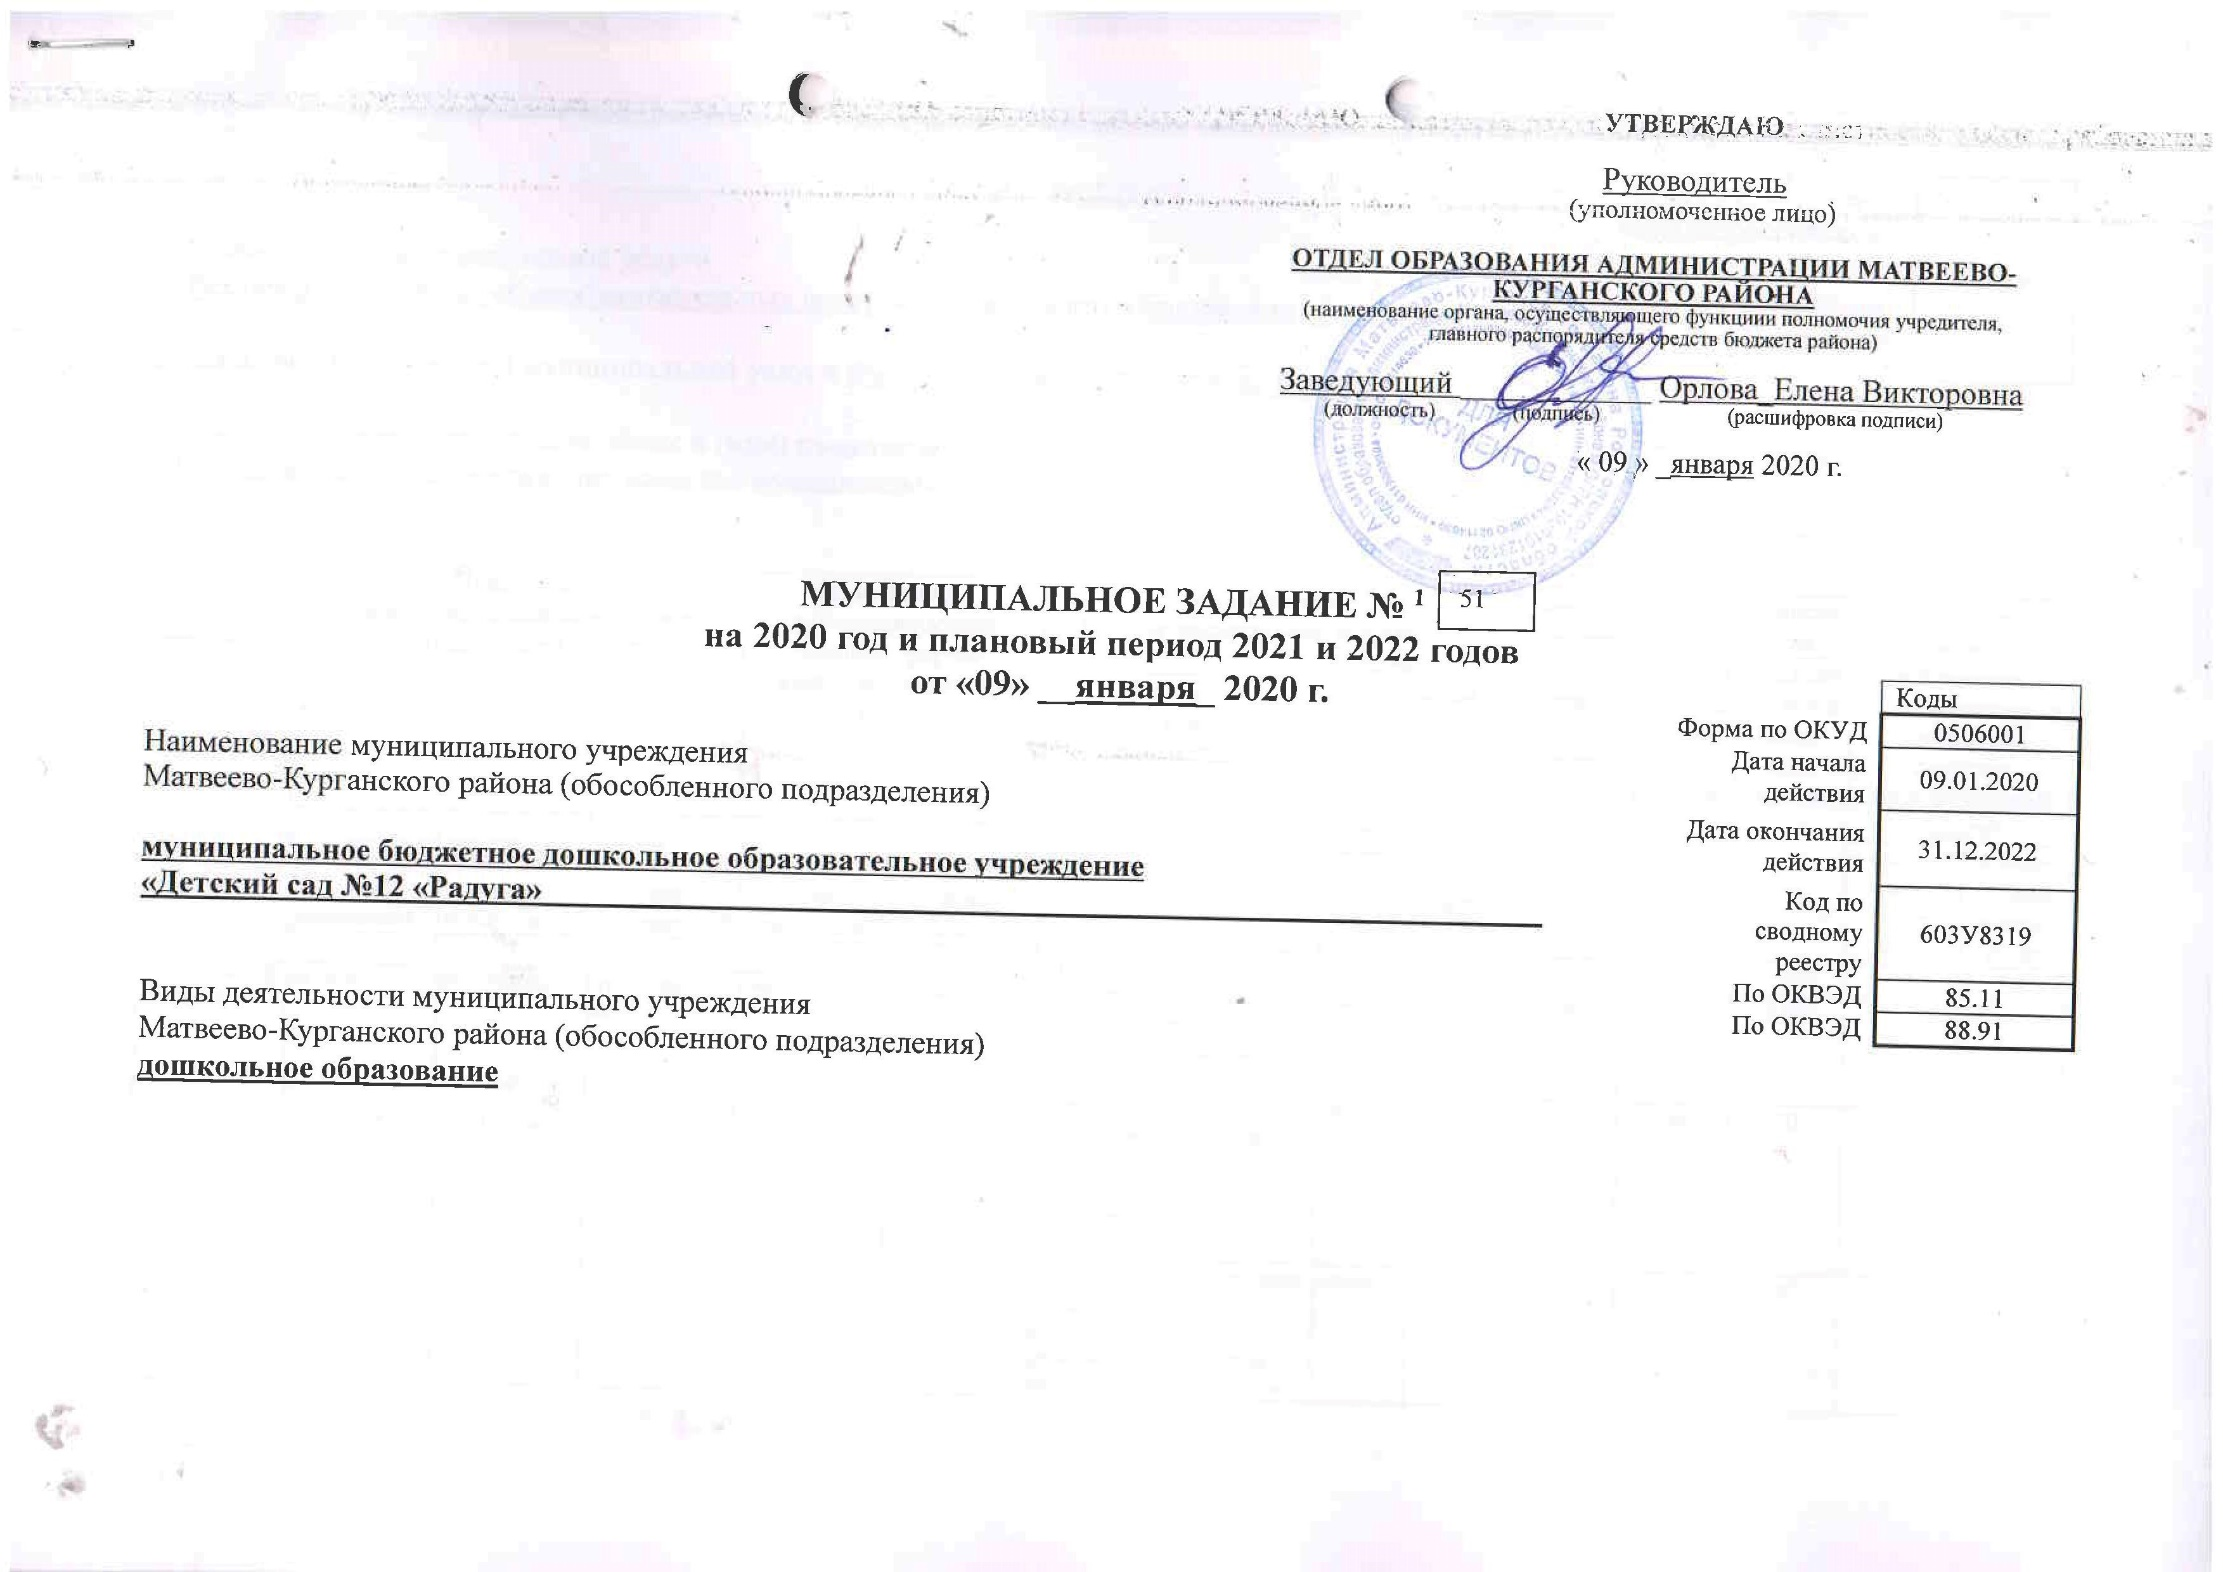 УТВЕРЖДАЮ
Руководитель
(уполномоченное лицо)
ОТДЕЛ ОБРАЗОВАНИЯ АДМИНИСТРАЦИИ МАТВЕЕВО-
КУРГАНСКОГО РАЙОНА
(наименование органа, осуществляющего функциии полномочия учредителя,
главного распорядителя средств бюджета района)
Заведующий Орлова_Елена Викторовна
(должность) (подпись) (расшифровка подписи)
ДЛЯ
ДОКУМЕНТОВ
« 09 » _января 2020 г.
МУНИЦИПАЛЬНОЕ ЗАДАНИЕ № ¹ 51
на 2020 год и плановый период 2021 и 2022 годов
от «09» __января_ 2020 г.
Коды
Форма по ОКУД 0506001
Дата начала
действия 09.01.2020
Дата окончания
действия 31.12.2022
Код по
сводному
реестру 603У8319
По ОКВЭД 85.11
По ОКВЭД 88.91
Наименование муниципального учреждения
Матвеево-Курганского района (обособленного подразделения)
муниципальное бюджетное дошкольное образовательное учреждение
«Детский сад №12 «Радуга»
Виды деятельности муниципального учреждения
Матвеево-Курганского района (обособленного подразделения)
дошкольное образование